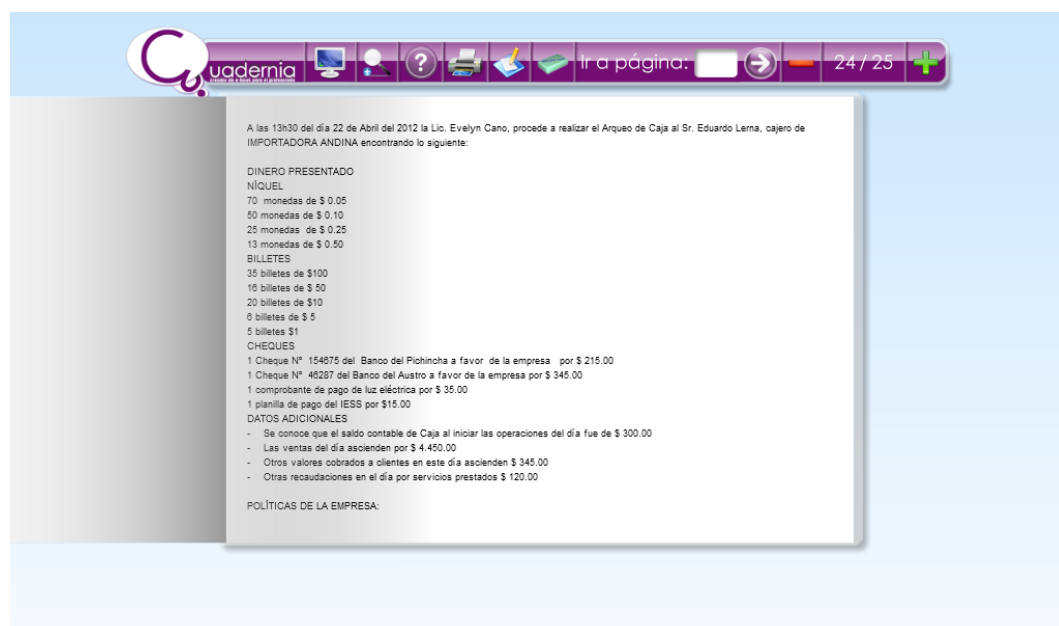 Quadernia
creador de e-book para el profesorado
Ir a página:
24/25
A las 13h30 del día 22 de Abril del 2012 la Lic. Evelyn Cano, procede a realizar el Arqueo de Caja al Sr. Eduardo Lerna, cajero de
IMPORTADORA ANDINA encontrando lo siguiente:
DINERO PRESENTADO
NÍQUEL
70 monedas de $ 0.05
50 monedas de $ 0.10
25 monedas de $ 0.25
13 monedas de $ 0.50
BILLETES
35 billetes de $100
16 billetes de $ 50
20 billetes de $10
6 billetes de $ 5
5 billetes $1
CHEQUES
1 Cheque N° 154675 del Banco del Pichincha a favor de la empresa por $ 215.00
1 Cheque N° 46287 del Banco del Austro a favor de la empresa por $ 345.00
1 comprobante de pago de luz eléctrica por $ 35.00
1 planilla de pago del IESS por $15.00
DATOS ADICIONALES
- Se conoce que el saldo contable de Caja al iniciar las operaciones del día fue de $ 300.00
- Las ventas del día ascienden por $ 4.450.00
- Otros valores cobrados a clientes en este día ascienden $ 345.00
- Otras recaudaciones en el día por servicios prestados $ 120.00
POLÍTICAS DE LA EMPRESA: